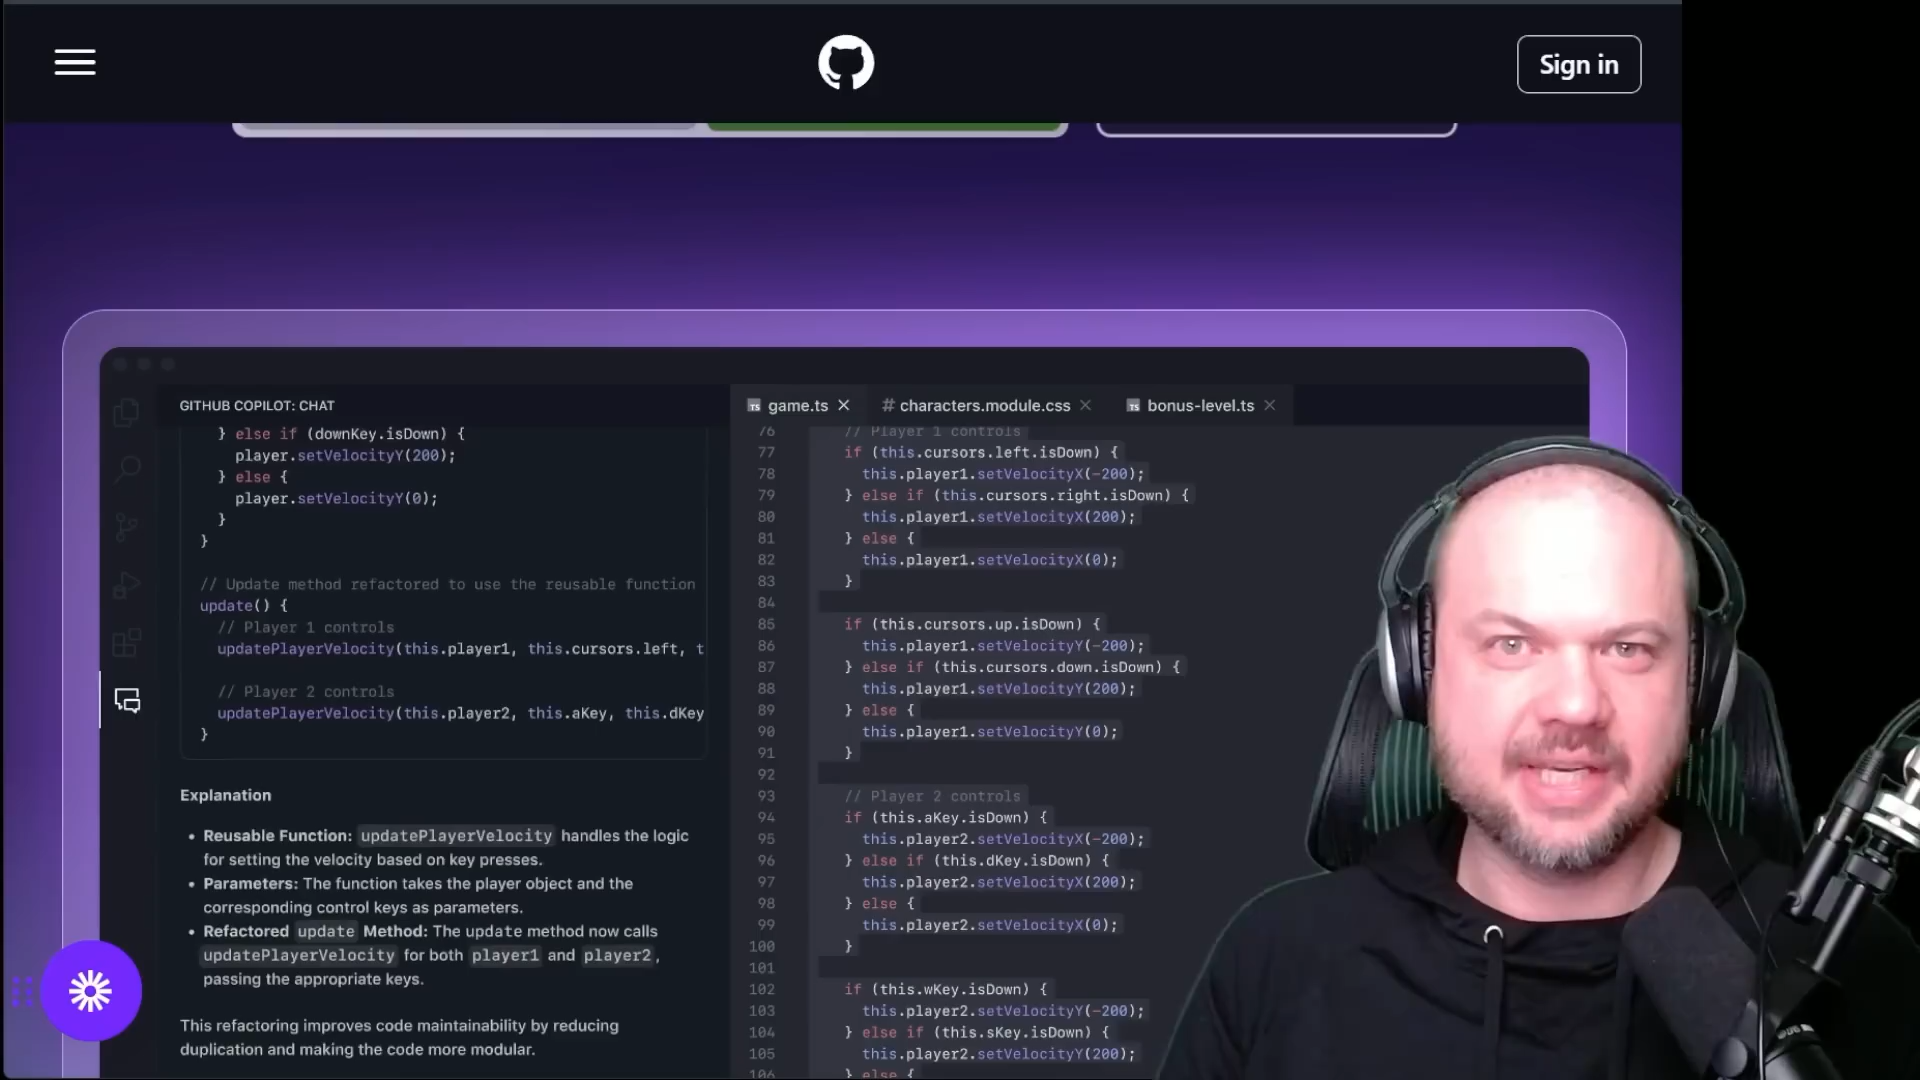 Sign in
GITHUB COPILOT: CHAT
} else if (downKey.isDown) {
player.setVelocityY(200);
} else {
player.setVelocityY(0);
}
}
// Update method refactored to use the reusable function
update() {
// Player 1 controls
updatePlayerVelocity(this.player1, this.cursors.left, t
// Player 2 controls
updatePlayerVelocity(this.player2, this.aKey, this.dKey
}
Explanation
• Reusable Function: updatePlayerVelocity handles the logic
for setting the velocity based on key presses.
• Parameters: The function takes the player object and the
corresponding control keys as parameters.
• Refactored update Method: The update method now calls
updatePlayerVelocity for both player1 and player2,
passing the appropriate keys.
This refactoring improves code maintainability by reducing
duplication and making the code more modular.
TS game.ts
# characters.module.css
TS bonus-level.ts
76 // Player 1 controls
77 if (this.cursors.left.isDown) {
78 this.player1.setVelocityX(-200);
79 } else if (this.cursors.right.isDown) {
80 this.player1.setVelocityX(200);
81 } else {
82 this.player1.setVelocityX(0);
83 }
84
85 if (this.cursors.up.isDown) {
86 this.player1.setVelocityY(-200);
87 } else if (this.cursors.down.isDown) {
88 this.player1.setVelocityY(200);
89 } else {
90 this.player1.setVelocityY(0);
91 }
92
93 // Player 2 controls
94 if (this.aKey.isDown) {
95 this.player2.setVelocityX(-200);
96 } else if (this.dKey.isDown) {
97 this.player2.setVelocityX(200);
98 } else {
99 this.player2.setVelocityX(0);
100 }
101
102 if (this.wKey.isDown) {
103 this.player2.setVelocityY(-200);
104 } else if (this.sKey.isDown) {
105 this.player2.setVelocityY(200);
106 } else {